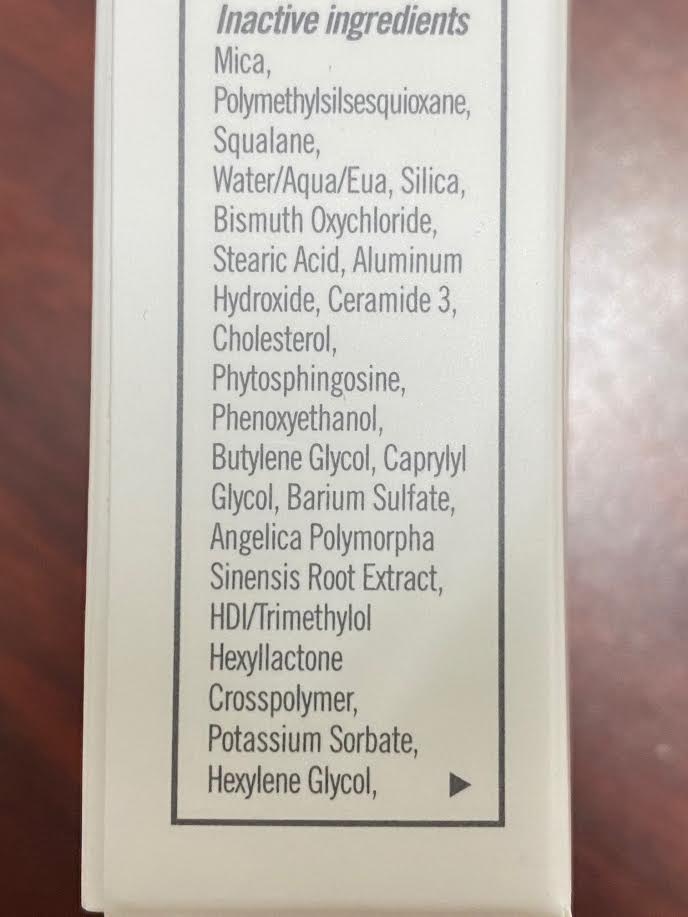 Inactive ingredients
Mica,
Polymethylsilsesquioxane,
Squalane,
Water/Aqua/Eua, Silica,
Bismuth Oxychloride,
Stearic Acid, Aluminum
Hydroxide, Ceramide 3,
Cholesterol,
Phytosphingosine,
Phenoxyethanol,
Butylene Glycol, Caprylyl
Glycol, Barium Sulfate,
Angelica Polymorpha
Sinensis Root Extract,
HDI/Trimethylol
Hexyllactone
Crosspolymer,
Potassium Sorbate,
Hexylene Glycol,